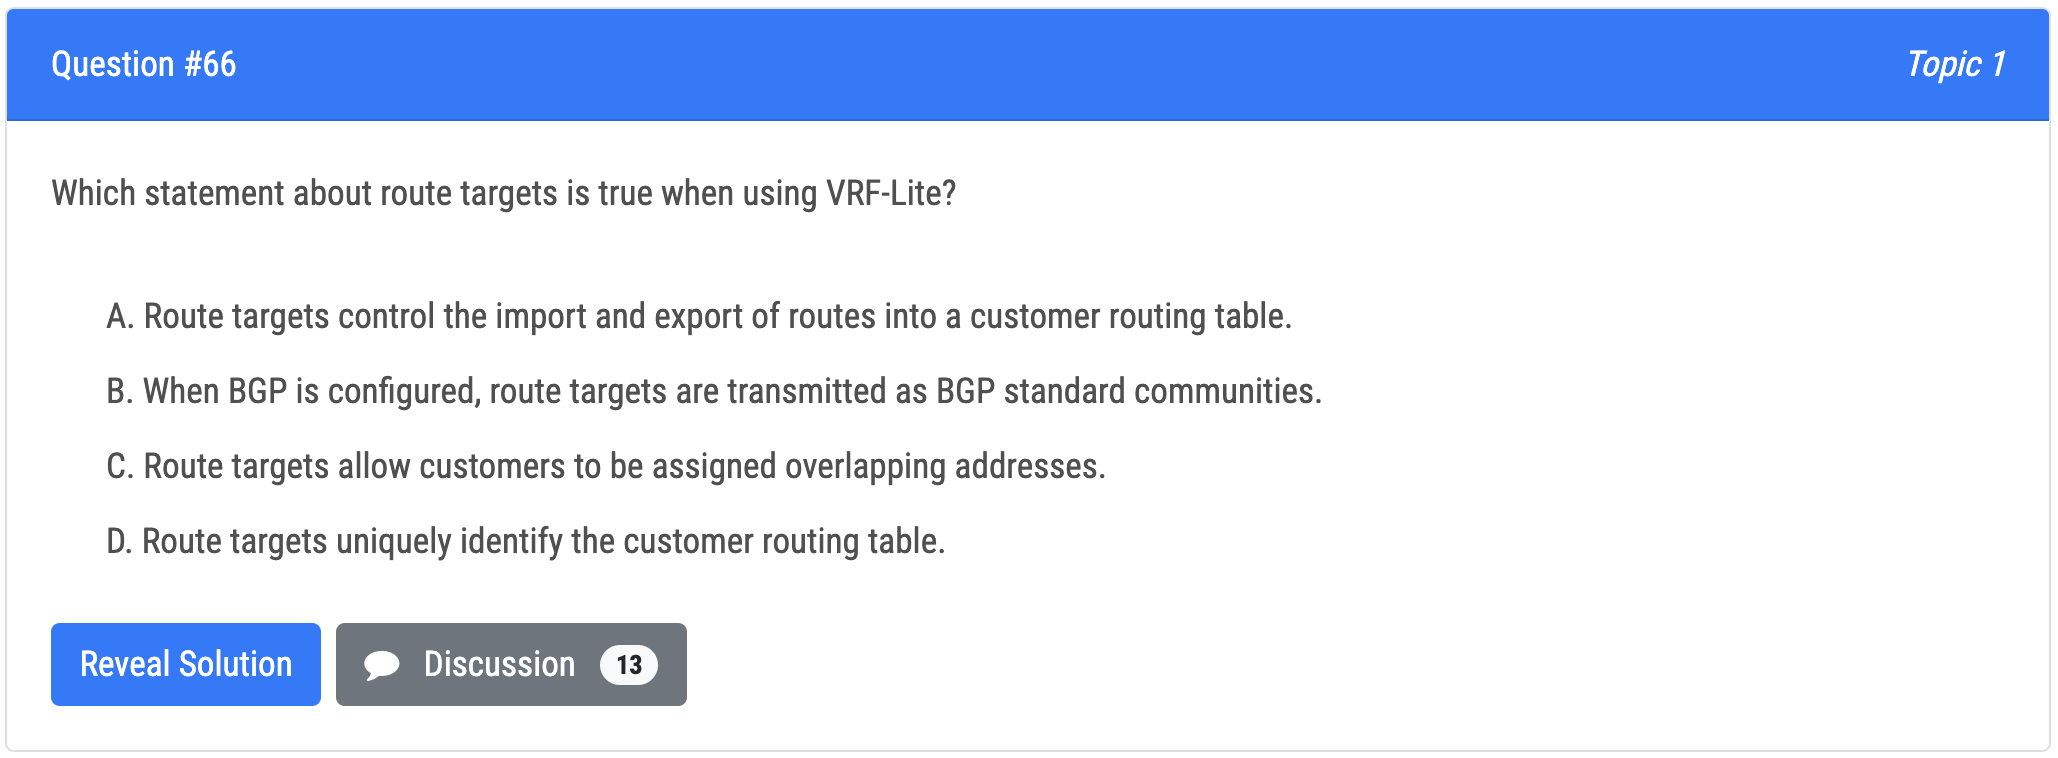 Question #66
Topic 1
Which statement about route targets is true when using VRF-Lite?
A. Route targets control the import and export of routes into a customer routing table.
B. When BGP is configured, route targets are transmitted as BGP standard communities.
C. Route targets allow customers to be assigned overlapping addresses.
D. Route targets uniquely identify the customer routing table.
Reveal Solution
Discussion 13